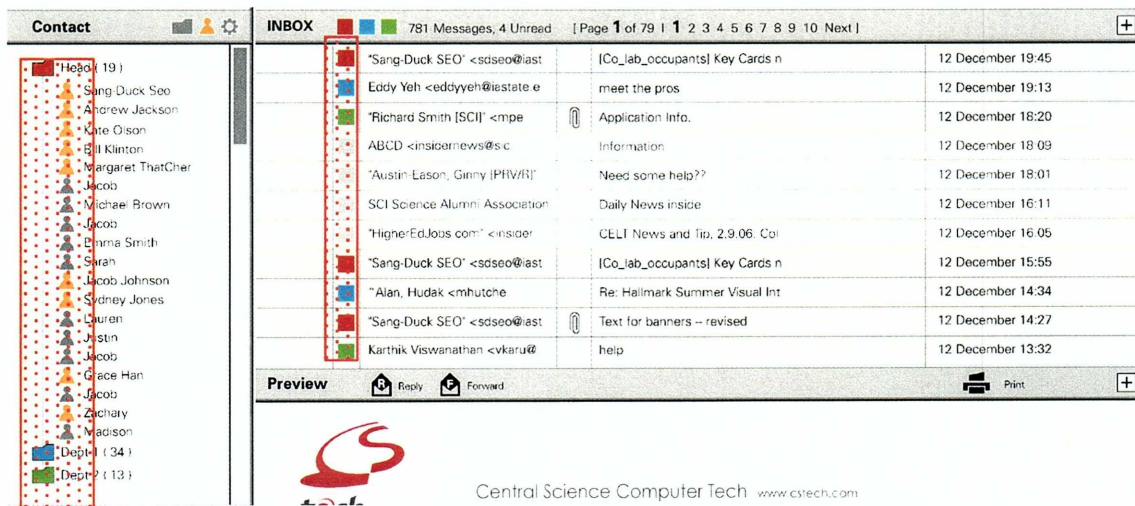 Contact
Head ( 19 )
Sang-Duck Seo
Andrew Jackson
Kate Olson
Bill Klinton
Margaret ThatCher
Jacob
Michael Brown
Jacob
Emma Smith
Sarah
Jacob Johnson
Sydney Jones
Lauren
Justin
Jacob
Grace Han
Jacob
Zachary
Madison
Dept 1 ( 34 )
Dept 2 ( 13 )
INBOX 781 Messages, 4 Unread [ Page 1 of 79 | 1 2 3 4 5 6 7 8 9 10 Next ]
"Sang-Duck SEO" <sdseo@iast [Co_lab_occupants] Key Cards n 12 December 19:45
Eddy Yeh <eddyyeh@iastate.e meet the pros 12 December 19:13
"Richard Smith [SCI]" <mpe Application Info. 12 December 18:20
ABCD <insidernews@s c Information 12 December 18 09
"Austin-Eason, Ginny [PRV/R]" Need some help?? 12 December 18:01
SCI Science Alumni Association Daily News inside 12 December 16:11
"HigherEdJobs com" <insider CELT News and Tip, 2.9.06. Col 12 December 16 05
"Sang-Duck SEO" <sdseo@iast [Co_lab_occupants] Key Cards n 12 December 15:55
"Alan, Hudak <mhutche Re: Hallmark Summer Visual Int 12 December 14:34
"Sang-Duck SEO" <sdseo@iast Text for banners -- revised 12 December 14:27
Karthik Viswanathan <vkaru@ help 12 December 13:32
Preview R Reply F Forward Print
Central Science Computer Tech www.cstech.com